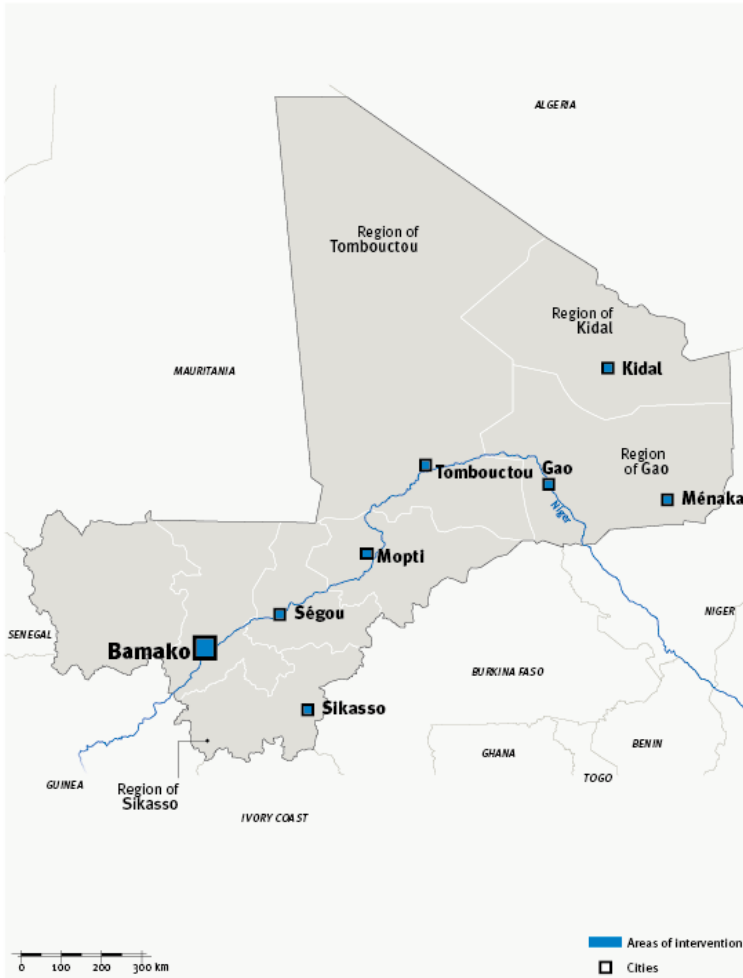 ALGERIA
Region of
Tombouctou
Region of
Kidal
Kidal
MAURITANIA
Tombouctou
Gao
Region
of Gao
Ménaka
Niger
Mopti
Ségou
NIGER
SENEGAL
Bamako
BURKINA FASO
Sikasso
BENIN
GHANA
TOGO
GUINEA
Region of
Sikasso
IVORY COAST
Areas of intervention
0 100 200 300 km
Cities